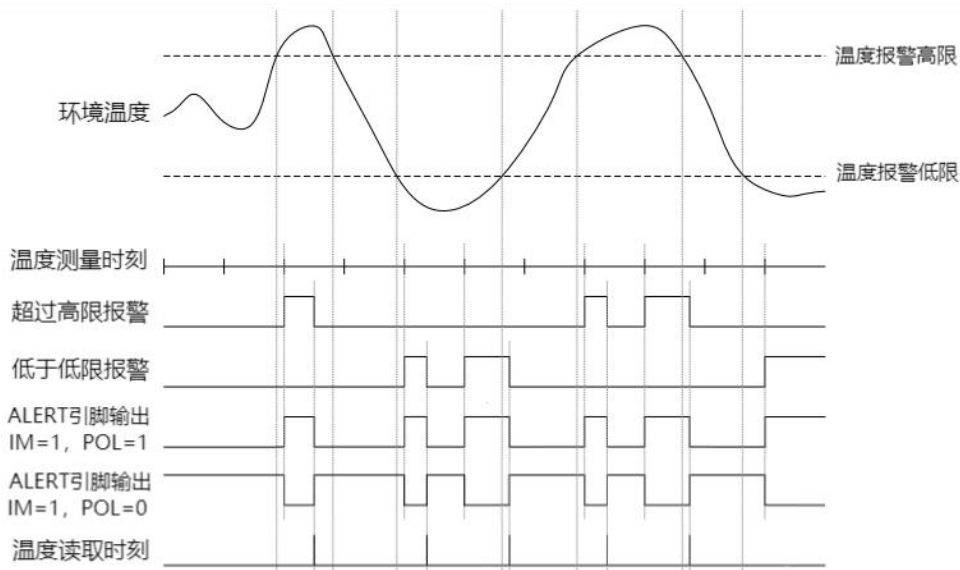 温度报警高限
环境温度
温度报警低限
温度测量时刻
超过高限报警
低于低限报警
ALERT引脚输出
IM=1，POL=1
ALERT引脚输出
IM=1，POL=0
温度读取时刻